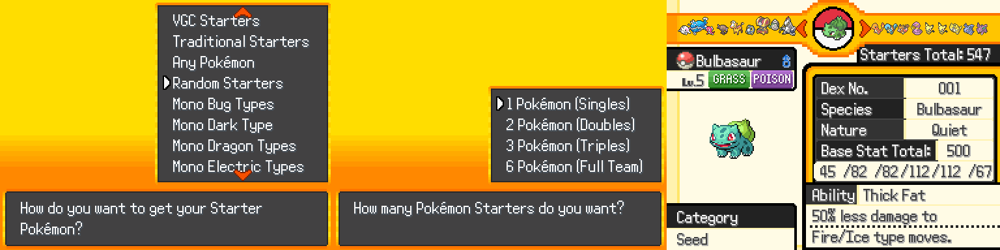 VGC Starters
Traditional Starters
Any Pokémon
Random Starters
Mono Bug Types
Mono Dark Type
Mono Dragon Types
Mono Electric Types
How do you want to get your Starter
Pokémon?
1 Pokémon (Singles)
2 Pokémon (Doubles)
3 Pokémon (Triples)
6 Pokémon (Full Team)
How many Pokémon Starters do you want?
Starters Total: 547
Bulbasaur
Lv.5 GRASS POISON
Category
Seed
Dex No. 001
Species Bulbasaur
Nature Quiet
Base Stat Total: 500
45 /82 /82/112/112 /67
Ability Thick Fat
50% less damage to
Fire/Ice type moves.